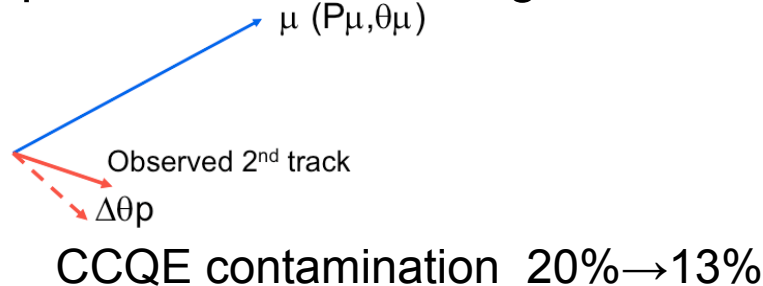 μ (Pμ,θμ)
Observed 2nd track
Δθp
CCQE contamination 20%→13%